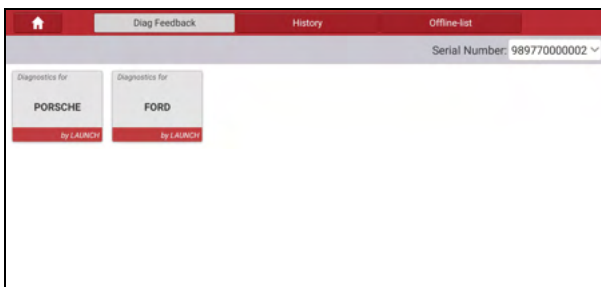 Diag Feedback History Offline-list
Serial Number: 989770000002
Diagnostics for Diagnostics for
PORSCHE FORD
by LAUNCH by LAUNCH